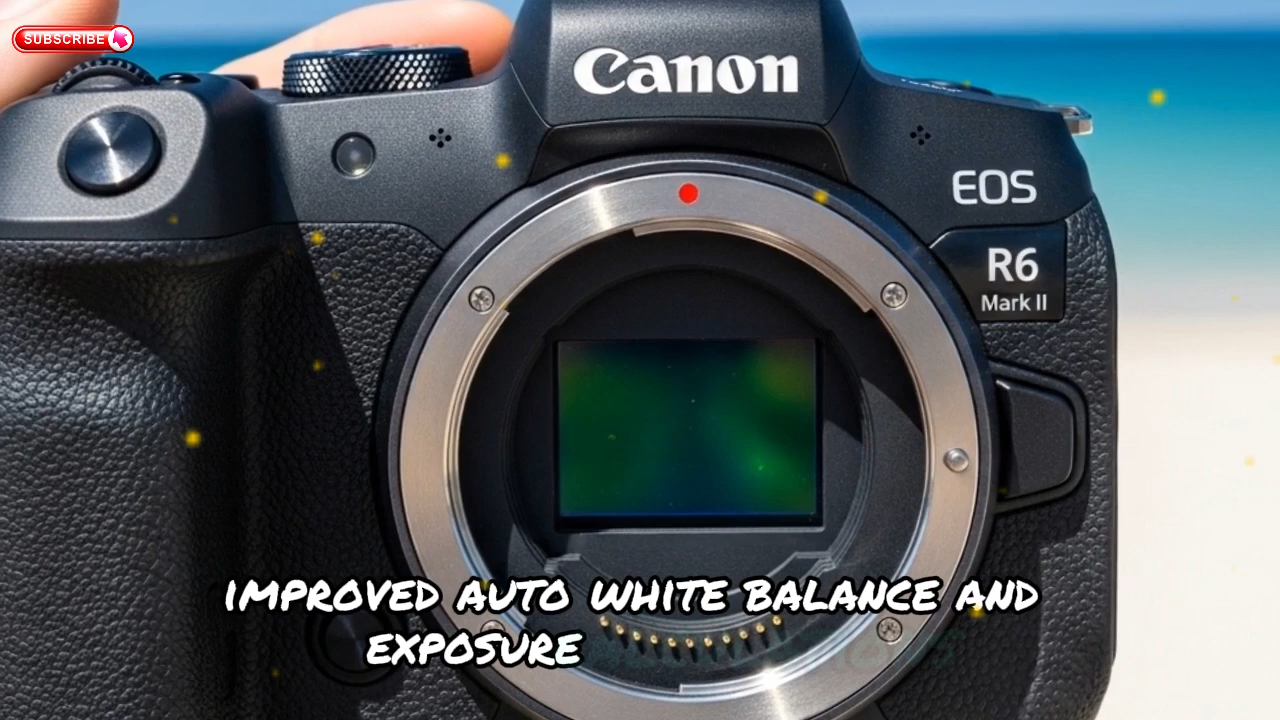 SUBSCRIBE
Canon
EOS
R6
Mark II
IMPROVED AUTO WHITE BALANCE AND
EXPOSURE